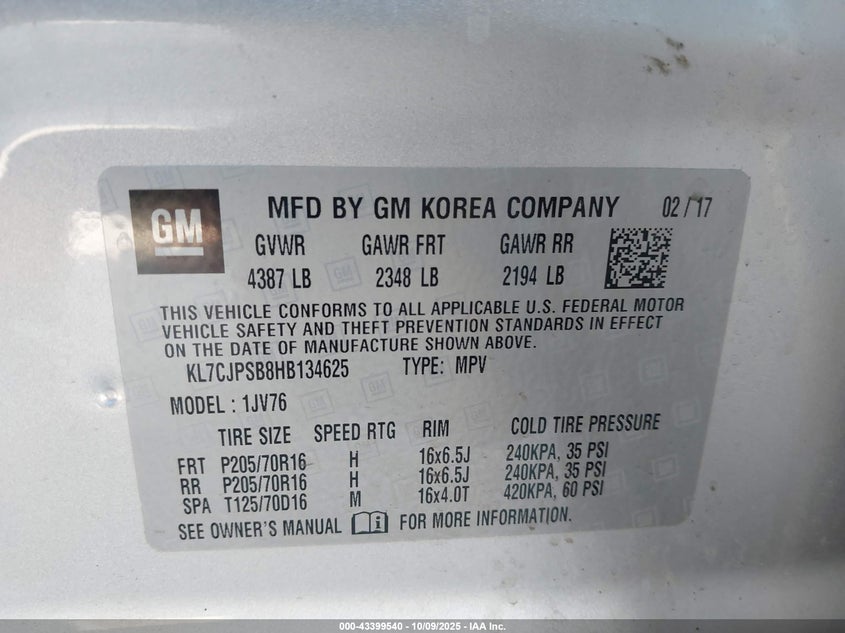 GM
MFD BY GM KOREA COMPANY 02/17
GVWR GAWR FRT GAWR RR
4387 LB 2348 LB 2194 LB
THIS VEHICLE CONFORMS TO ALL APPLICABLE U.S. FEDERAL MOTOR
VEHICLE SAFETY AND THEFT PREVENTION STANDARDS IN EFFECT
ON THE DATE OF MANUFACTURE SHOWN ABOVE.
KL7CJPSB8HB134625 TYPE: MPV
MODEL : 1JV76
TIRE SIZE SPEED RTG RIM COLD TIRE PRESSURE
FRT P205/70R16 H 16x6.5J 240KPA, 35 PSI
RR P205/70R16 H 16x6.5J 240KPA, 35 PSI
SPA T125/70D16 M 16x4.0T 420KPA, 60 PSI
SEE OWNER'S MANUAL FOR MORE INFORMATION.
000-43399540 - 10/09/2025 - IAA Inc.